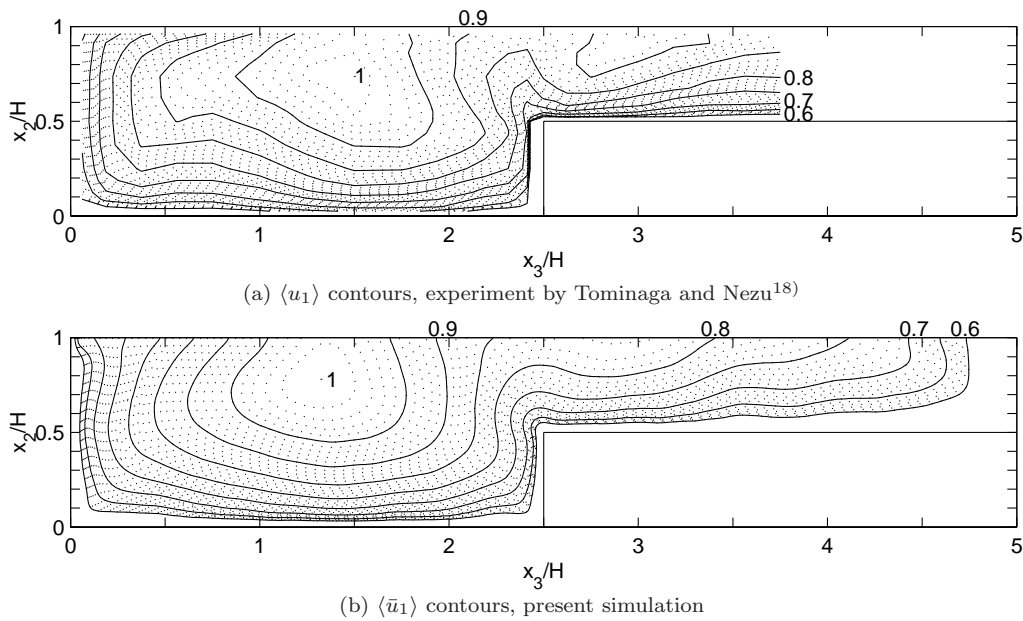 0.9
1
0.5
0
x2/H
1
0.8
0.7
0.6
0 1 2 3 4 5
x3/H
(a) ⟨u1⟩ contours, experiment by Tominaga and Nezu18)
0.9 0.8 0.7 0.6
1
0.5
0
x2/H
1
0 1 2 3 4 5
x3/H
(b) ⟨ū1⟩ contours, present simulation